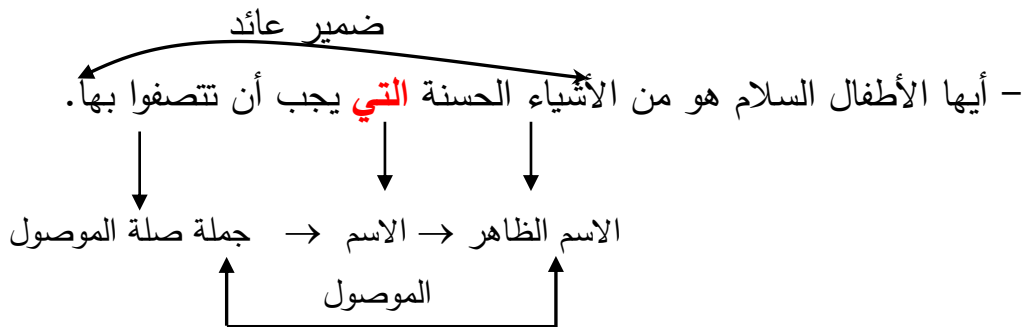 ضمير عائد
– أيها الأطفال السلام هو من الأشياء الحسنة التي يجب أن تتصفوا بها.
الاسم الظاهر → الاسم → جملة صلة الموصول
الموصول